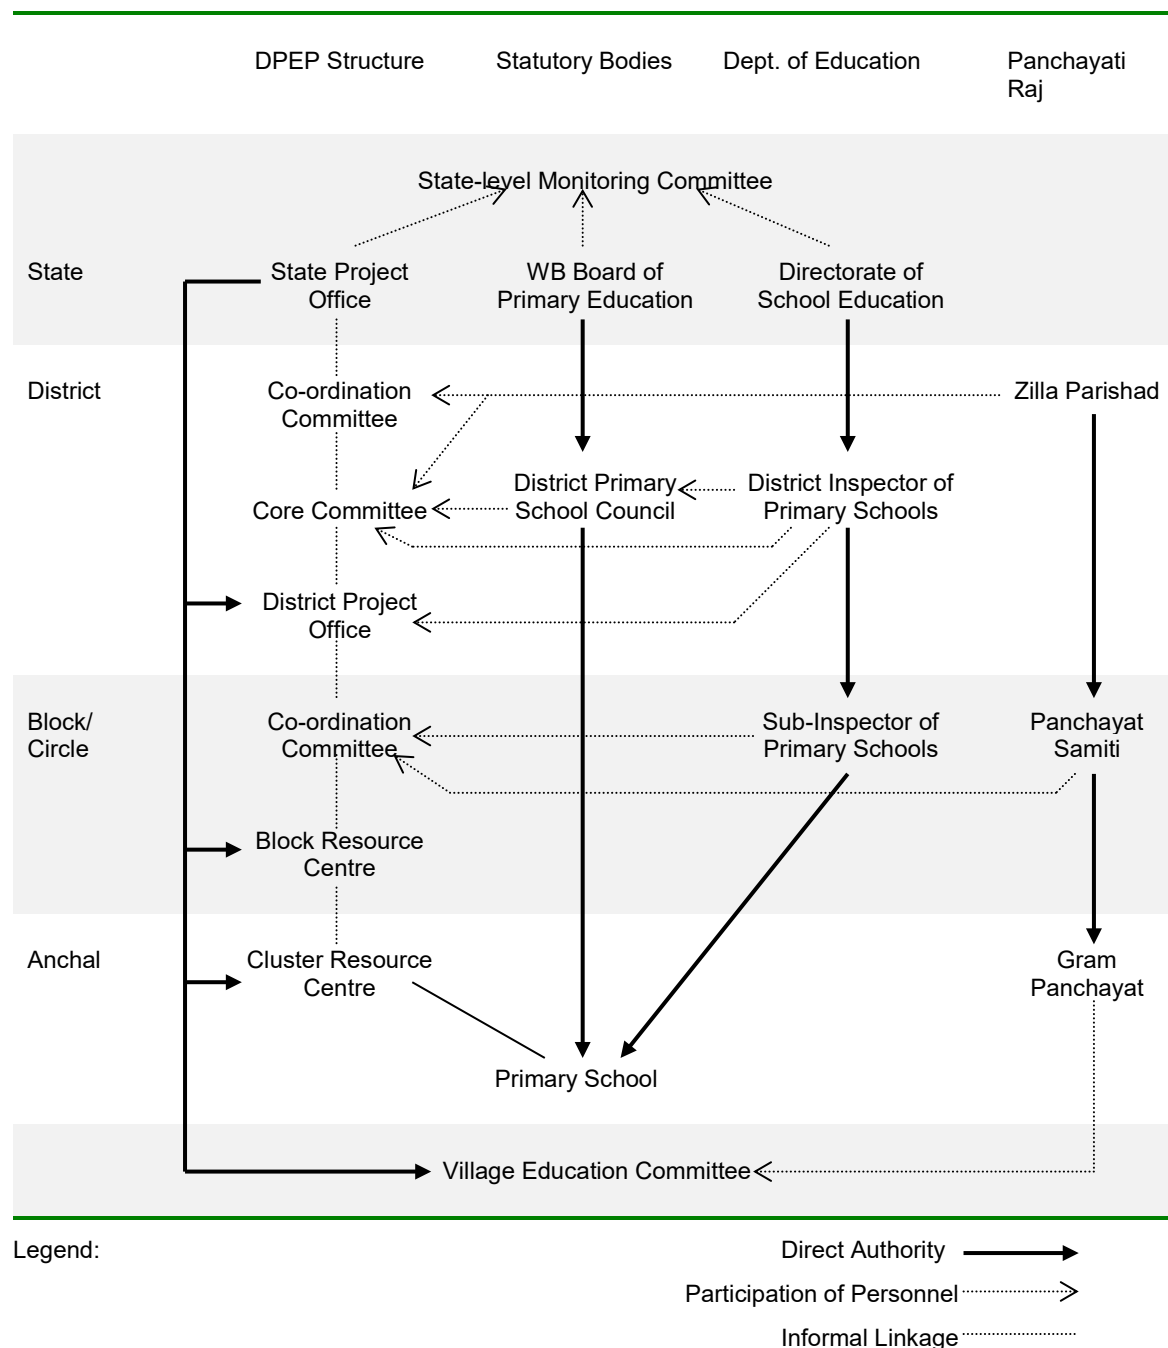 DPEP Structure
Statutory Bodies
Dept. of Education
Panchayati
Raj
State-level Monitoring Committee
State
State Project
Office
WB Board of
Primary Education
Directorate of
School Education
District
Co-ordination
Committee
Zilla Parishad
Core Committee
District Primary
School Council
District Inspector of
Primary Schools
District Project
Office
Block/
Circle
Co-ordination
Committee
Sub-Inspector of
Primary Schools
Panchayat
Samiti
Block Resource
Centre
Anchal
Cluster Resource
Centre
Gram
Panchayat
Primary School
Village Education Committee
Legend:
Direct Authority
Participation of Personnel
Informal Linkage